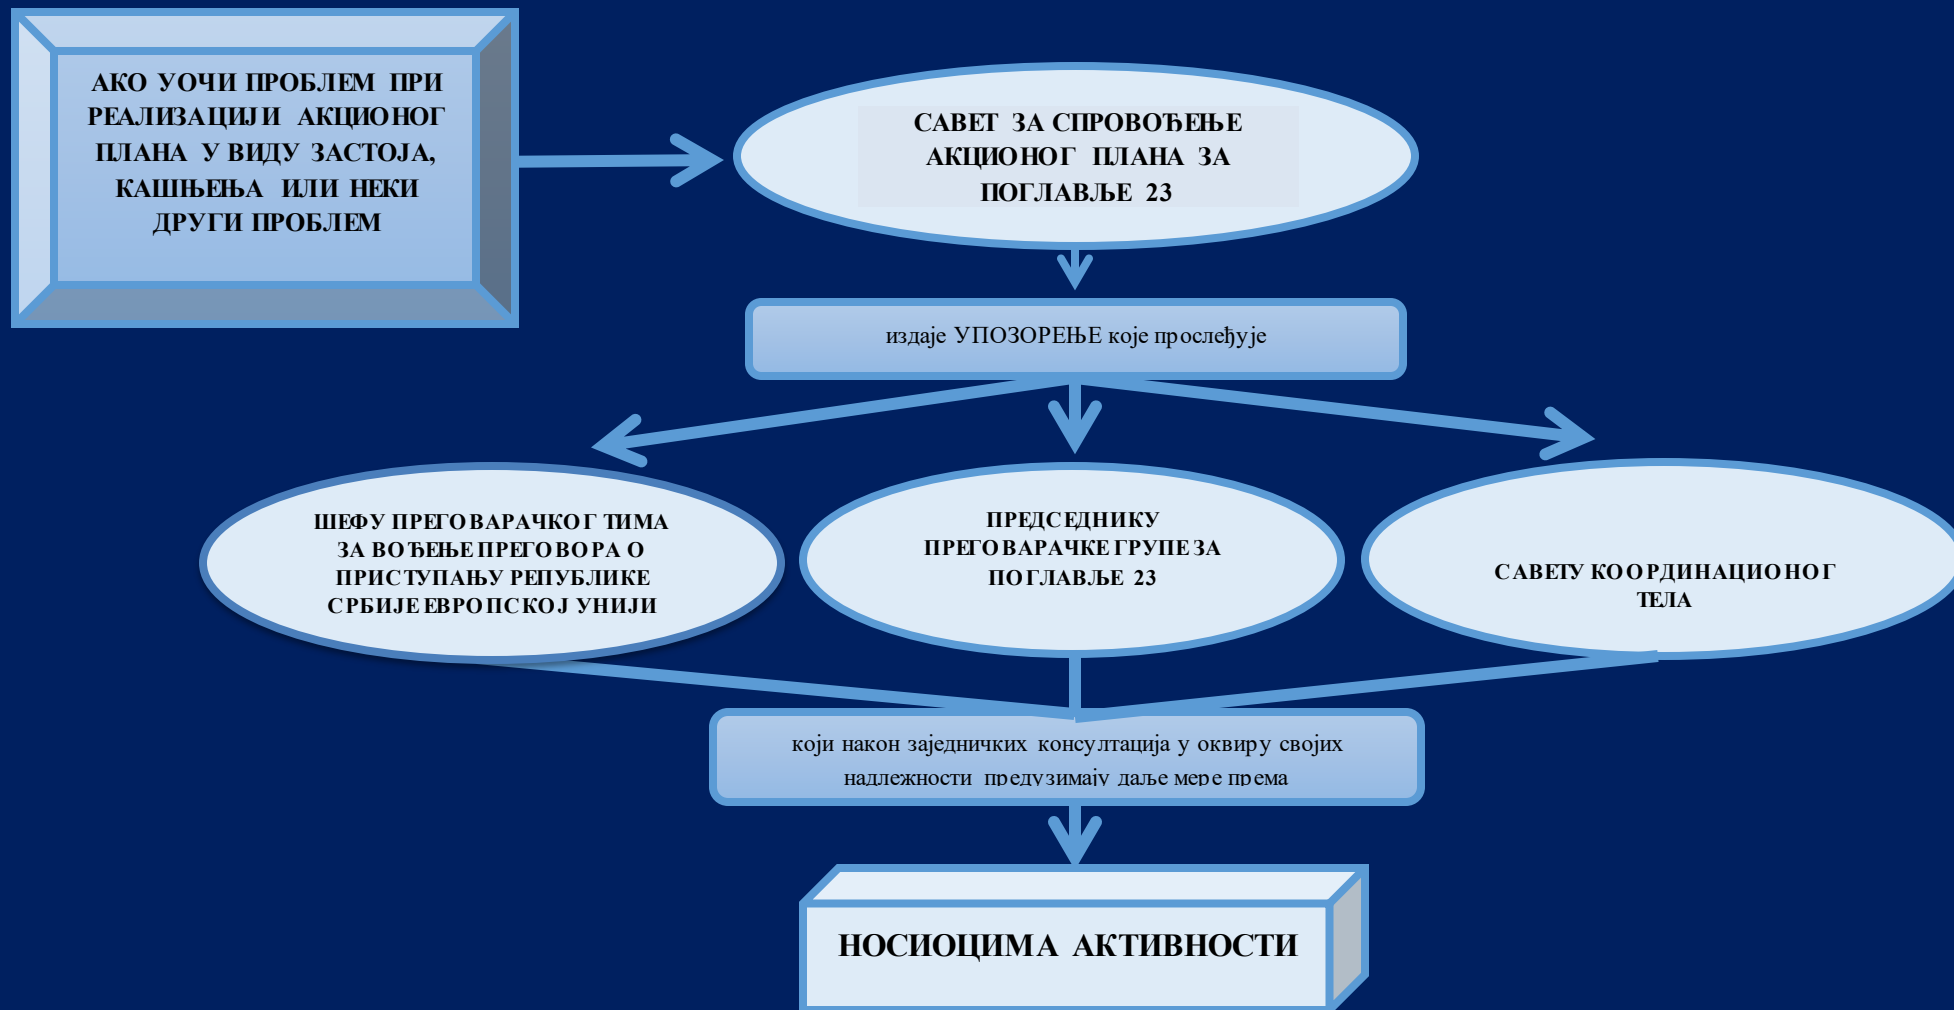 АКО УОЧИ ПРОБЛЕМ ПРИ
РЕАЛИЗАЦИЈИ АКЦИОНОГ
ПЛАНА У ВИДУ ЗАСТОЈА,
КАШЊЕЊА ИЛИ НЕКИ
ДРУГИ ПРОБЛЕМ
САВЕТ ЗА СПРОВОЂЕЊЕ
АКЦИОНОГ ПЛАНА ЗА
ПОГЛАВЉЕ 23
издаје УПОЗОРЕЊЕ које прослеђује
ШЕФУ ПРЕГОВАРАЧКОГ ТИМА
ЗА ВОЂЕЊЕ ПРЕГОВОРА О
ПРИСТУПАЊУ РЕПУБЛИКЕ
СРБИЈЕ ЕВРОПСКОЈ УНИЈИ
ПРЕДСЕДНИКУ
ПРЕГОВАРАЧКЕ ГРУПЕ ЗА
ПОГЛАВЉЕ 23
САВЕТУ КООРДИНАЦИОНОГ
ТЕЛА
који након заједничких консултација у оквиру својих
надлежности предузимају даље мере према
НОСИОЦИМА АКТИВНОСТИ